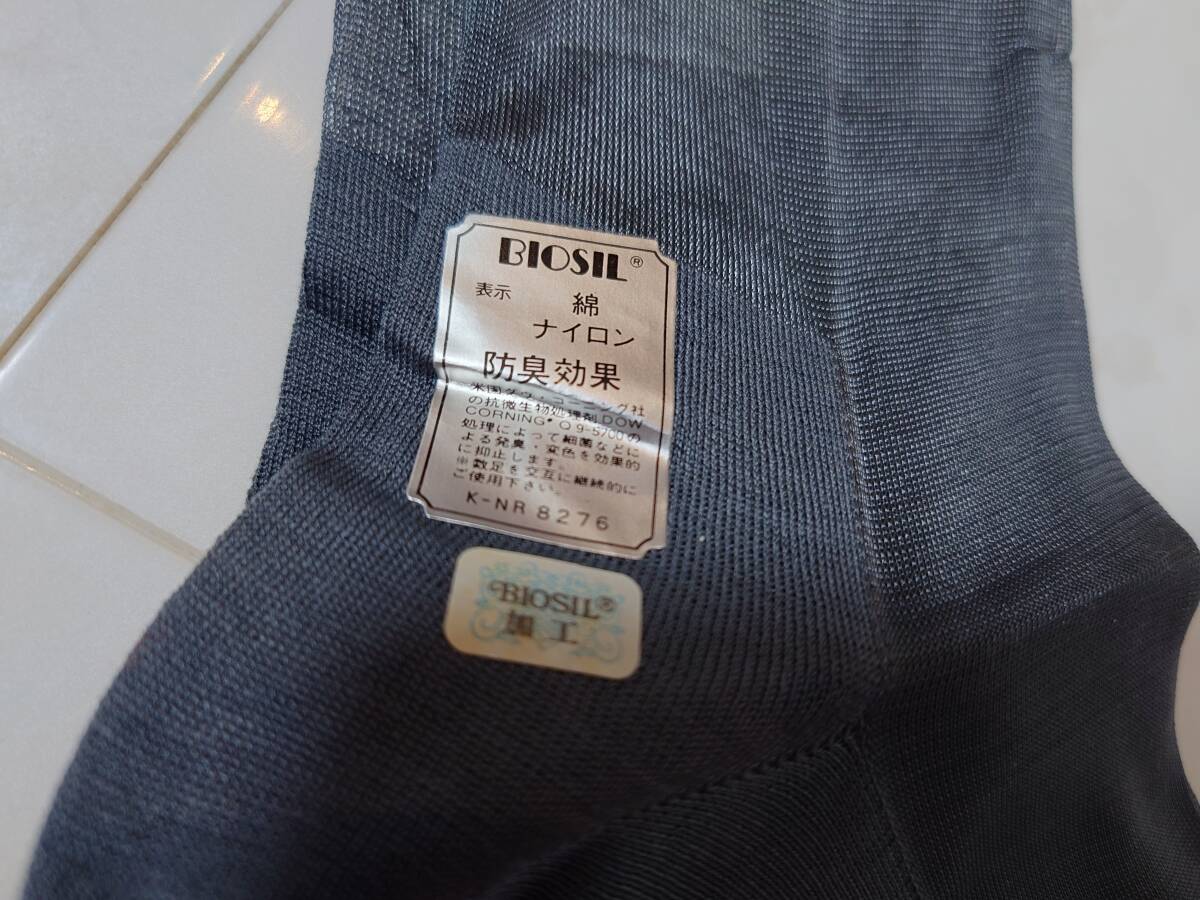 BIOSIL®
表示 綿
ナイロン
防臭効果
米国ダウ・コーニング社
の抗微生物処理剤DOW
CORNING® Q9-5700の
処理によって細菌などに
よる発臭・変色を効果的
に抑止します。
※数足を交互に継続的に
ご使用下さい。
K-NR 8276
BIOSIL®
加工